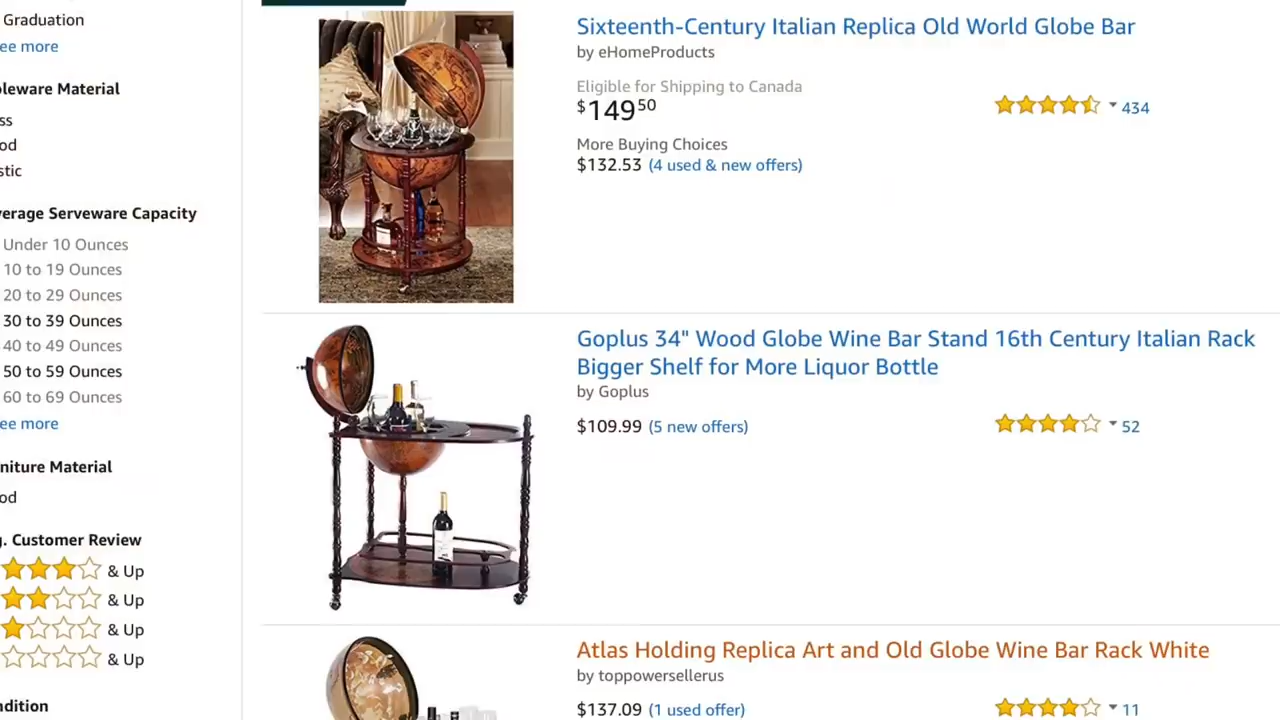 Graduation
ee more
leware Material
ss
od
stic
verage Serveware Capacity
Under 10 Ounces
10 to 19 Ounces
20 to 29 Ounces
30 to 39 Ounces
40 to 49 Ounces
50 to 59 Ounces
60 to 69 Ounces
ee more
niture Material
od
g. Customer Review
& Up
& Up
& Up
& Up
ndition
Sixteenth-Century Italian Replica Old World Globe Bar
by eHomeProducts
Eligible for Shipping to Canada
$149 50
434
More Buying Choices
$132.53 (4 used & new offers)
Goplus 34" Wood Globe Wine Bar Stand 16th Century Italian Rack
Bigger Shelf for More Liquor Bottle
by Goplus
$109.99 (5 new offers)
52
Atlas Holding Replica Art and Old Globe Wine Bar Rack White
by toppowersellerus
$137.09 (1 used offer)
11